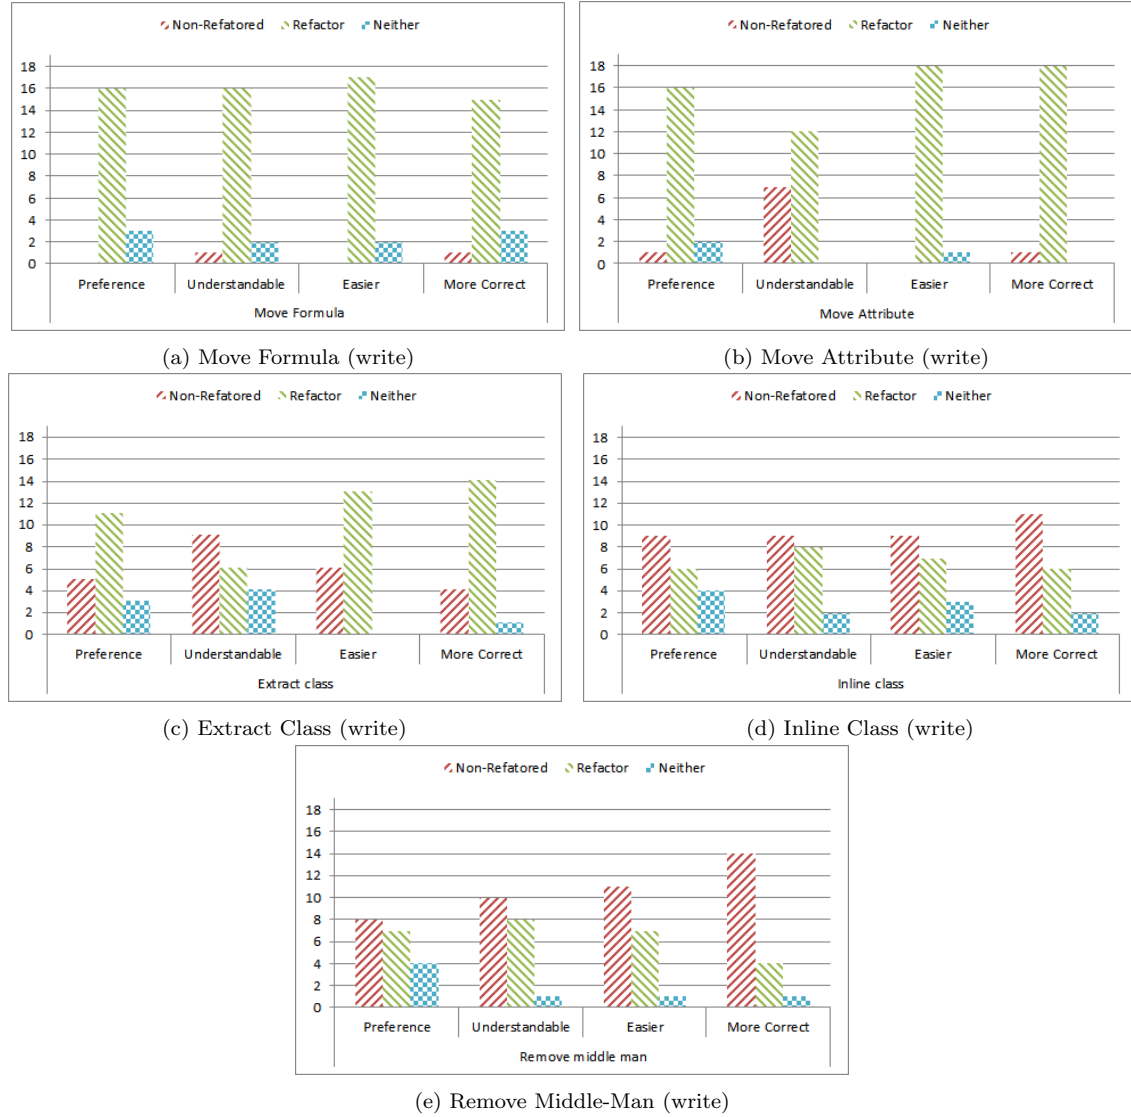 Non-Refatored Refactor Neither
18
16
14
12
10
8
6
4
2
0
Preference Understandable Easier More Correct
Move Formula
(a) Move Formula (write)
Non-Refatored Refactor Neither
18
16
14
12
10
8
6
4
2
0
Preference Understandable Easier More Correct
Move Attribute
(b) Move Attribute (write)
Non-Refatored Refactor Neither
18
16
14
12
10
8
6
4
2
0
Preference Understandable Easier More Correct
Extract class
(c) Extract Class (write)
Non-Refatored Refactor Neither
18
16
14
12
10
8
6
4
2
0
Preference Understandable Easier More Correct
Inline class
(d) Inline Class (write)
Non-Refatored Refactor Neither
18
16
14
12
10
8
6
4
2
0
Preference Understandable Easier More Correct
Remove middle man
(e) Remove Middle-Man (write)